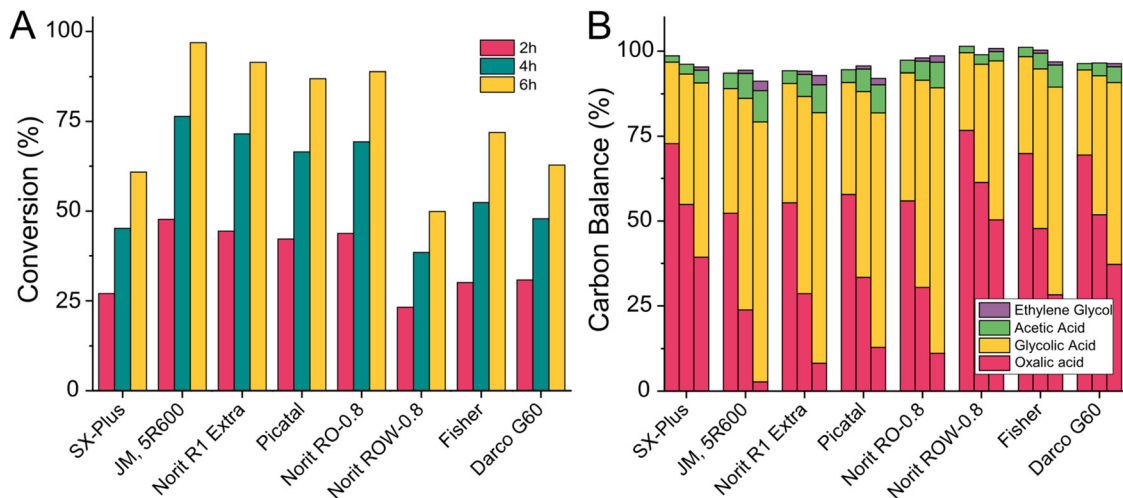 A
Conversion (%)
100
75
50
25
0
2h
4h
6h
SX-Plus
JM, 5R600
Norit R1 Extra
Picatal
Norit RO-0.8
Norit ROW-0.8
Fisher
Darco G60
B
Carbon Balance (%)
100
75
50
25
0
Ethylene Glycol
Acetic Acid
Glycolic Acid
Oxalic acid
SX-Plus
JM, 5R600
Norit R1 Extra
Picatal
Norit RO-0.8
Norit ROW-0.8
Fisher
Darco G60